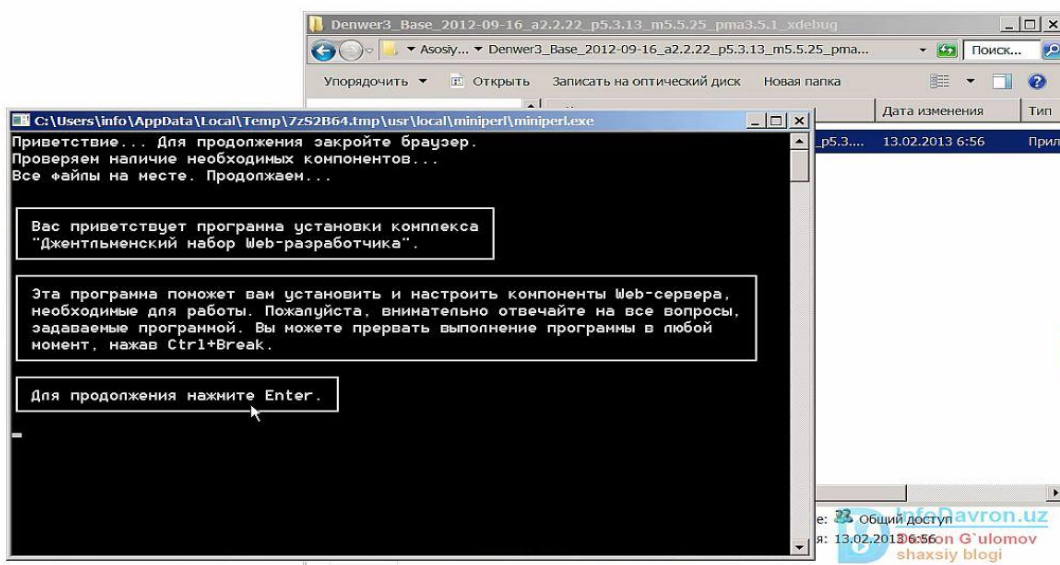 Denwer3_Base_2012-09-16_a2.2.22_p5.3.13_m5.5.25_pma3.5.1_xdebug
Asosiy... Denwer3_Base_2012-09-16_a2.2.22_p5.3.13_m5.5.25_pma...
Поиск...
Упорядочить Открыть Записать на оптический диск Новая папка
Дата изменения Тип
_p5.3.... 13.02.2013 6:56 Прил
C:\Users\info\AppData\Local\Temp\7zS2B64.tmp\usr\local\miniperl\miniperl.exe
Приветствие... Для продолжения закройте браузер.
Проверяем наличие необходимых компонентов...
Все файлы на месте. Продолжаем...
Вас приветствует программа установки комплекса
"Джентльменский набор Web-разработчика".
Эта программа поможет вам установить и настроить компоненты Web-сервера,
необходимые для работы. Пожалуйста, внимательно отвечайте на все вопросы,
задаваемые программой. Вы можете прервать выполнение программы в любой
момент, нажав Ctrl+Break.
Для продолжения нажмите Enter.
е: Общий доступ
я: 13.02.2013 6:56
InfoDavron.uz
Davron G`ulomov
shaxsiy blogi